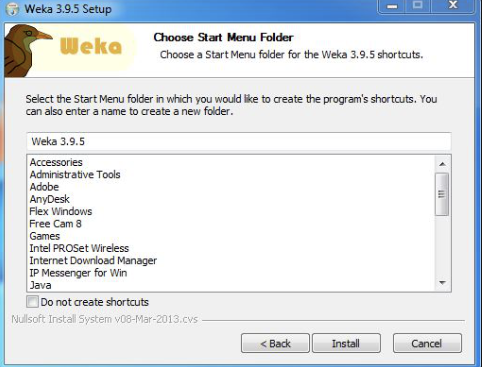 Weka 3.9.5 Setup
Weka
Choose Start Menu Folder
Choose a Start Menu folder for the Weka 3.9.5 shortcuts.
Select the Start Menu folder in which you would like to create the program's shortcuts. You
can also enter a name to create a new folder.
Weka 3.9.5
Accessories
Administrative Tools
Adobe
AnyDesk
Flex Windows
Free Cam 8
Games
Intel PROSet Wireless
Internet Download Manager
IP Messenger for Win
Java
Do not create shortcuts
Nullsoft Install System v08-Mar-2013.cvs
< Back
Install
Cancel